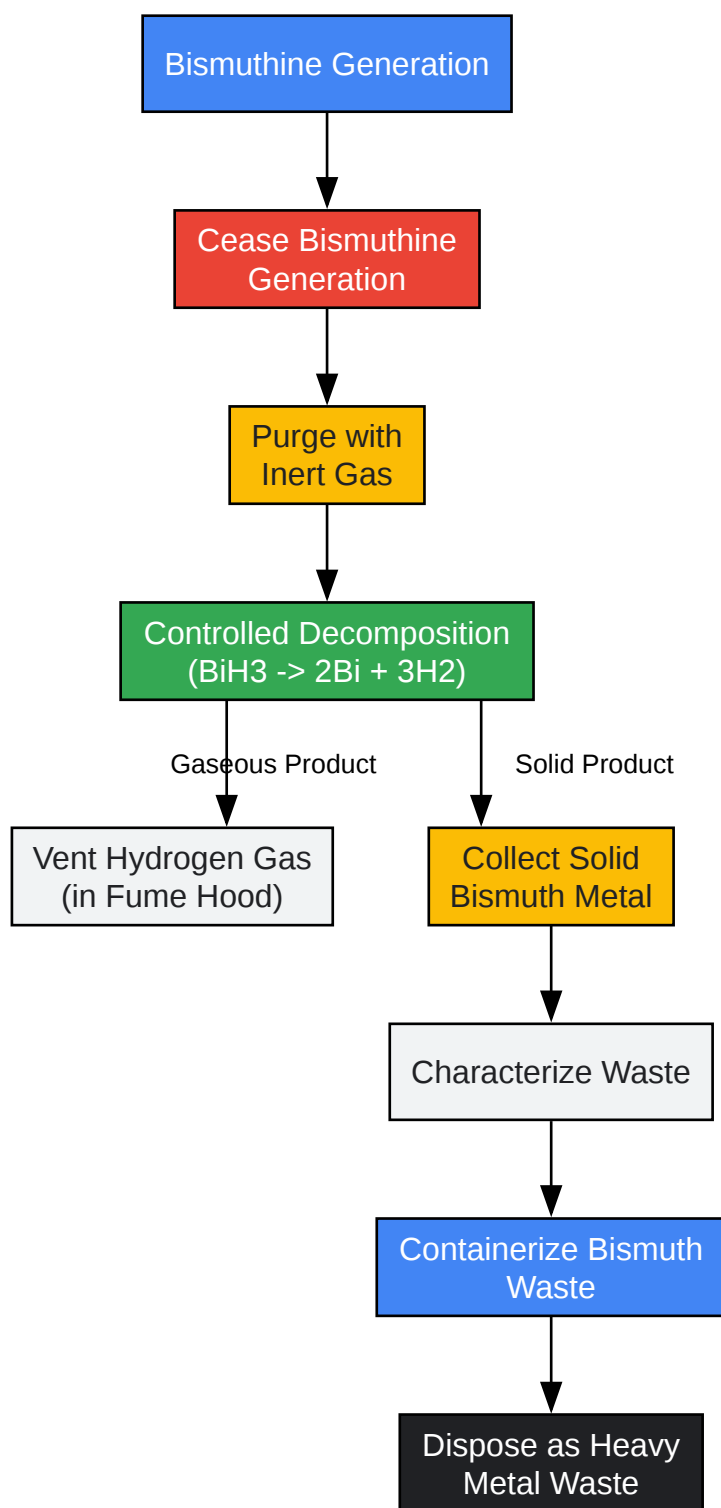 Bismuthine Generation
Cease Bismuthine
Generation
Purge with
Inert Gas
Controlled Decomposition
(BiH3 -> 2Bi + 3H2)
Gaseous Product
Solid Product
Vent Hydrogen Gas
(in Fume Hood)
Collect Solid
Bismuth Metal
Characterize Waste
Containerize Bismuth
Waste
Dispose as Heavy
Metal Waste